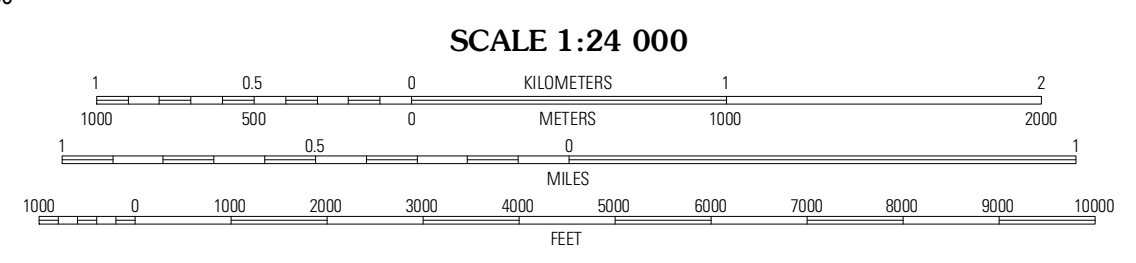 SCALE 1:24 000
1 0.5 0 KILOMETERS 1 2
1000 500 0 METERS 1000 2000
1 0.5 0 1
MILES
1000 0 1000 2000 3000 4000 5000 6000 7000 8000 9000 10000
FEET